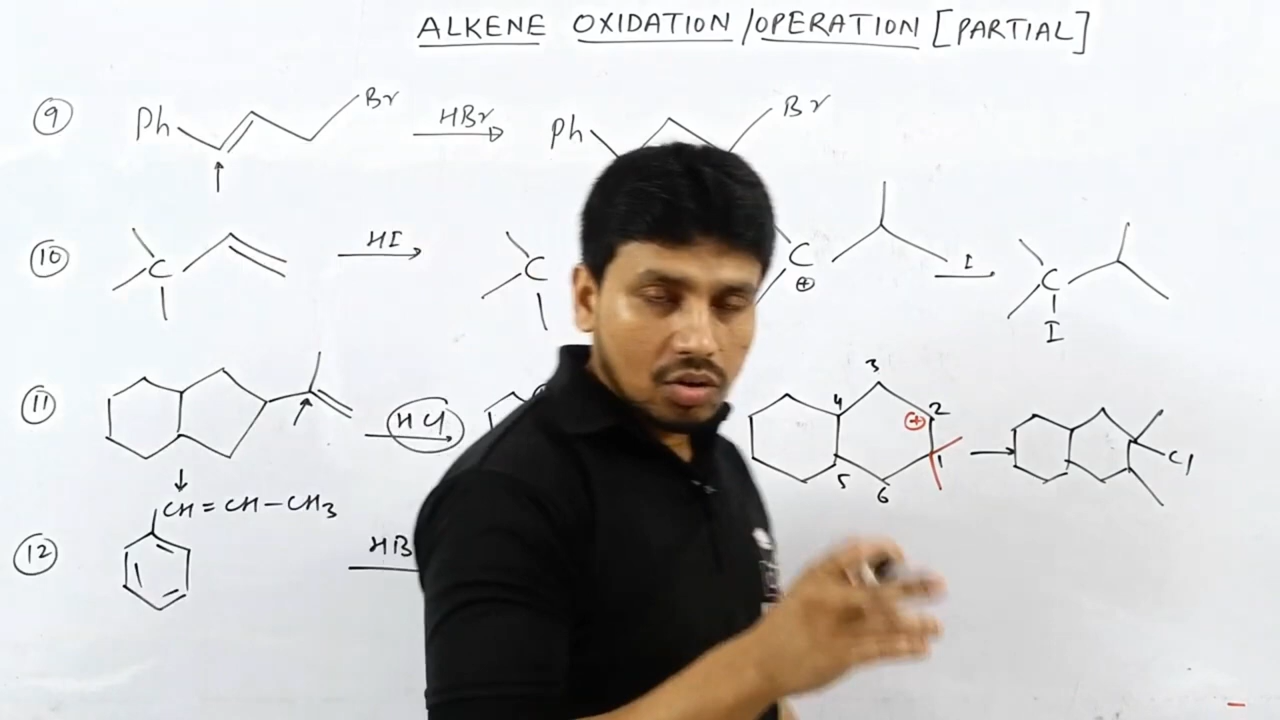 ALKENE OXIDATION/OPERATION [PARTIAL]
9 Ph Br HBr Ph Br
10 C HI C C ⊕ I C I
11 HCl ⊕ 1 2 3 4 5 6 Cl
CH=CH-CH3
12 HB